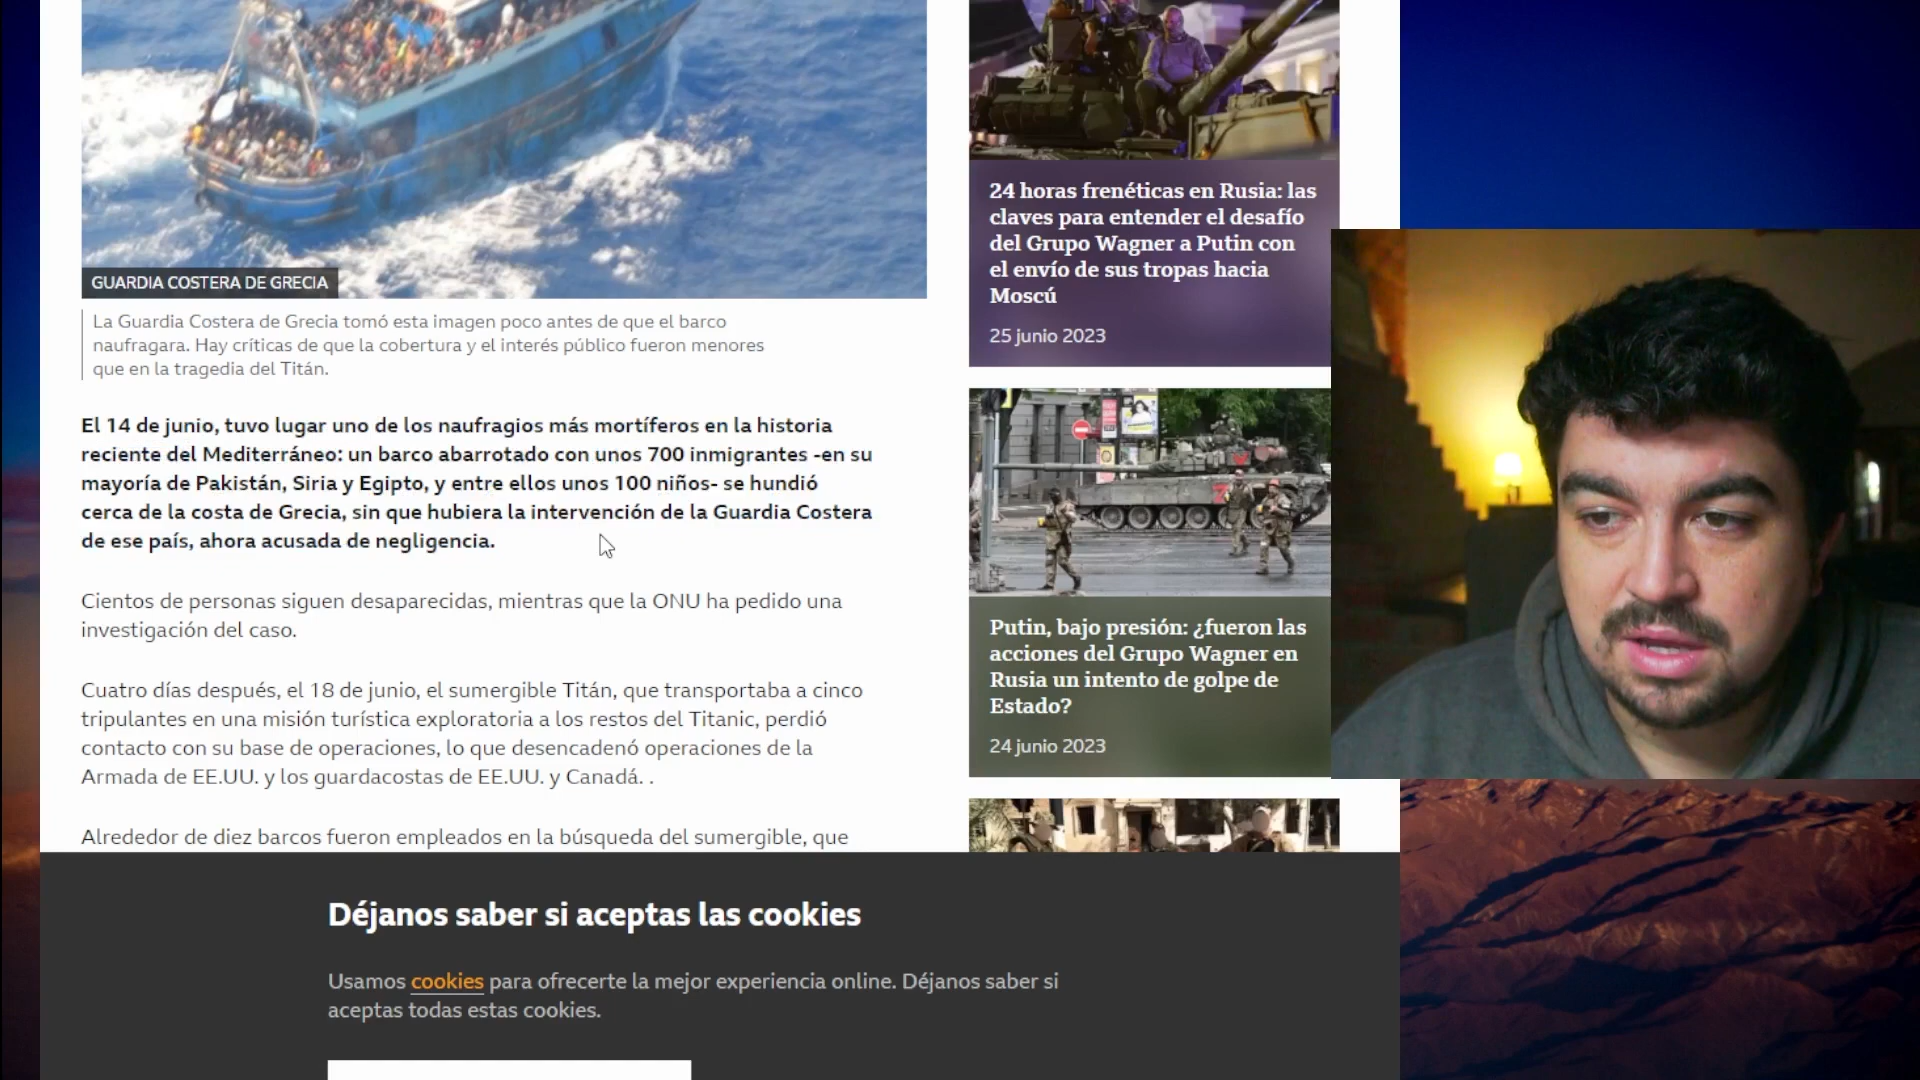 GUARDIA COSTERA DE GRECIA
La Guardia Costera de Grecia tomó esta imagen poco antes de que el barco
naufragara. Hay críticas de que la cobertura y el interés público fueron menores
que en la tragedia del Titán.
El 14 de junio, tuvo lugar uno de los naufragios más mortíferos en la historia
reciente del Mediterráneo: un barco abarrotado con unos 700 inmigrantes -en su
mayoría de Pakistán, Siria y Egipto, y entre ellos unos 100 niños- se hundió
cerca de la costa de Grecia, sin que hubiera la intervención de la Guardia Costera
de ese país, ahora acusada de negligencia.
Cientos de personas siguen desaparecidas, mientras que la ONU ha pedido una
investigación del caso.
Cuatro días después, el 18 de junio, el sumergible Titán, que transportaba a cinco
tripulantes en una misión turística exploratoria a los restos del Titanic, perdió
contacto con su base de operaciones, lo que desencadenó operaciones de la
Armada de EE.UU. y los guardacostas de EE.UU. y Canadá. .
Alrededor de diez barcos fueron empleados en la búsqueda del sumergible, que
24 horas frenéticas en Rusia: las
claves para entender el desafío
del Grupo Wagner a Putin con
el envío de sus tropas hacia
Moscú
25 junio 2023
Putin, bajo presión: ¿fueron las
acciones del Grupo Wagner en
Rusia un intento de golpe de
Estado?
24 junio 2023
Déjanos saber si aceptas las cookies
Usamos cookies para ofrecerte la mejor experiencia online. Déjanos saber si
aceptas todas estas cookies.